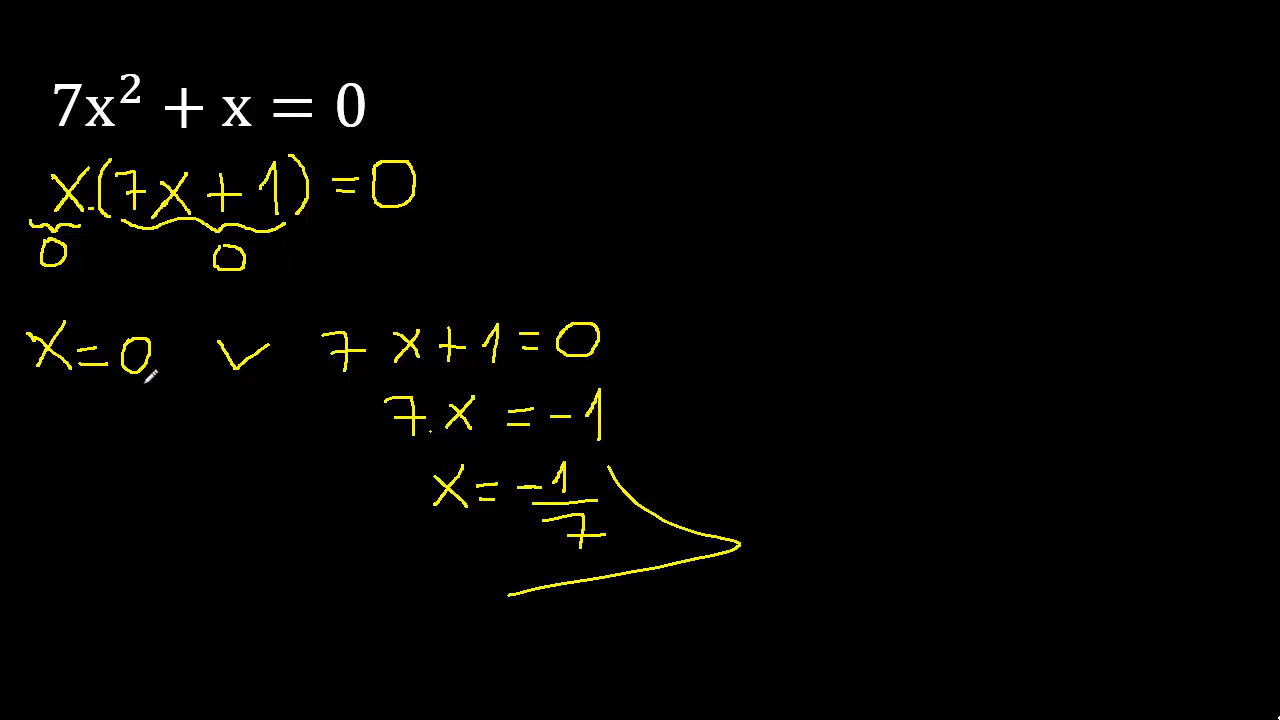 7x² + x = 0
x.(7x + 1) = 0
0 0
x = 0 ∨ 7x + 1 = 0
7.x = -1
x = -1/7